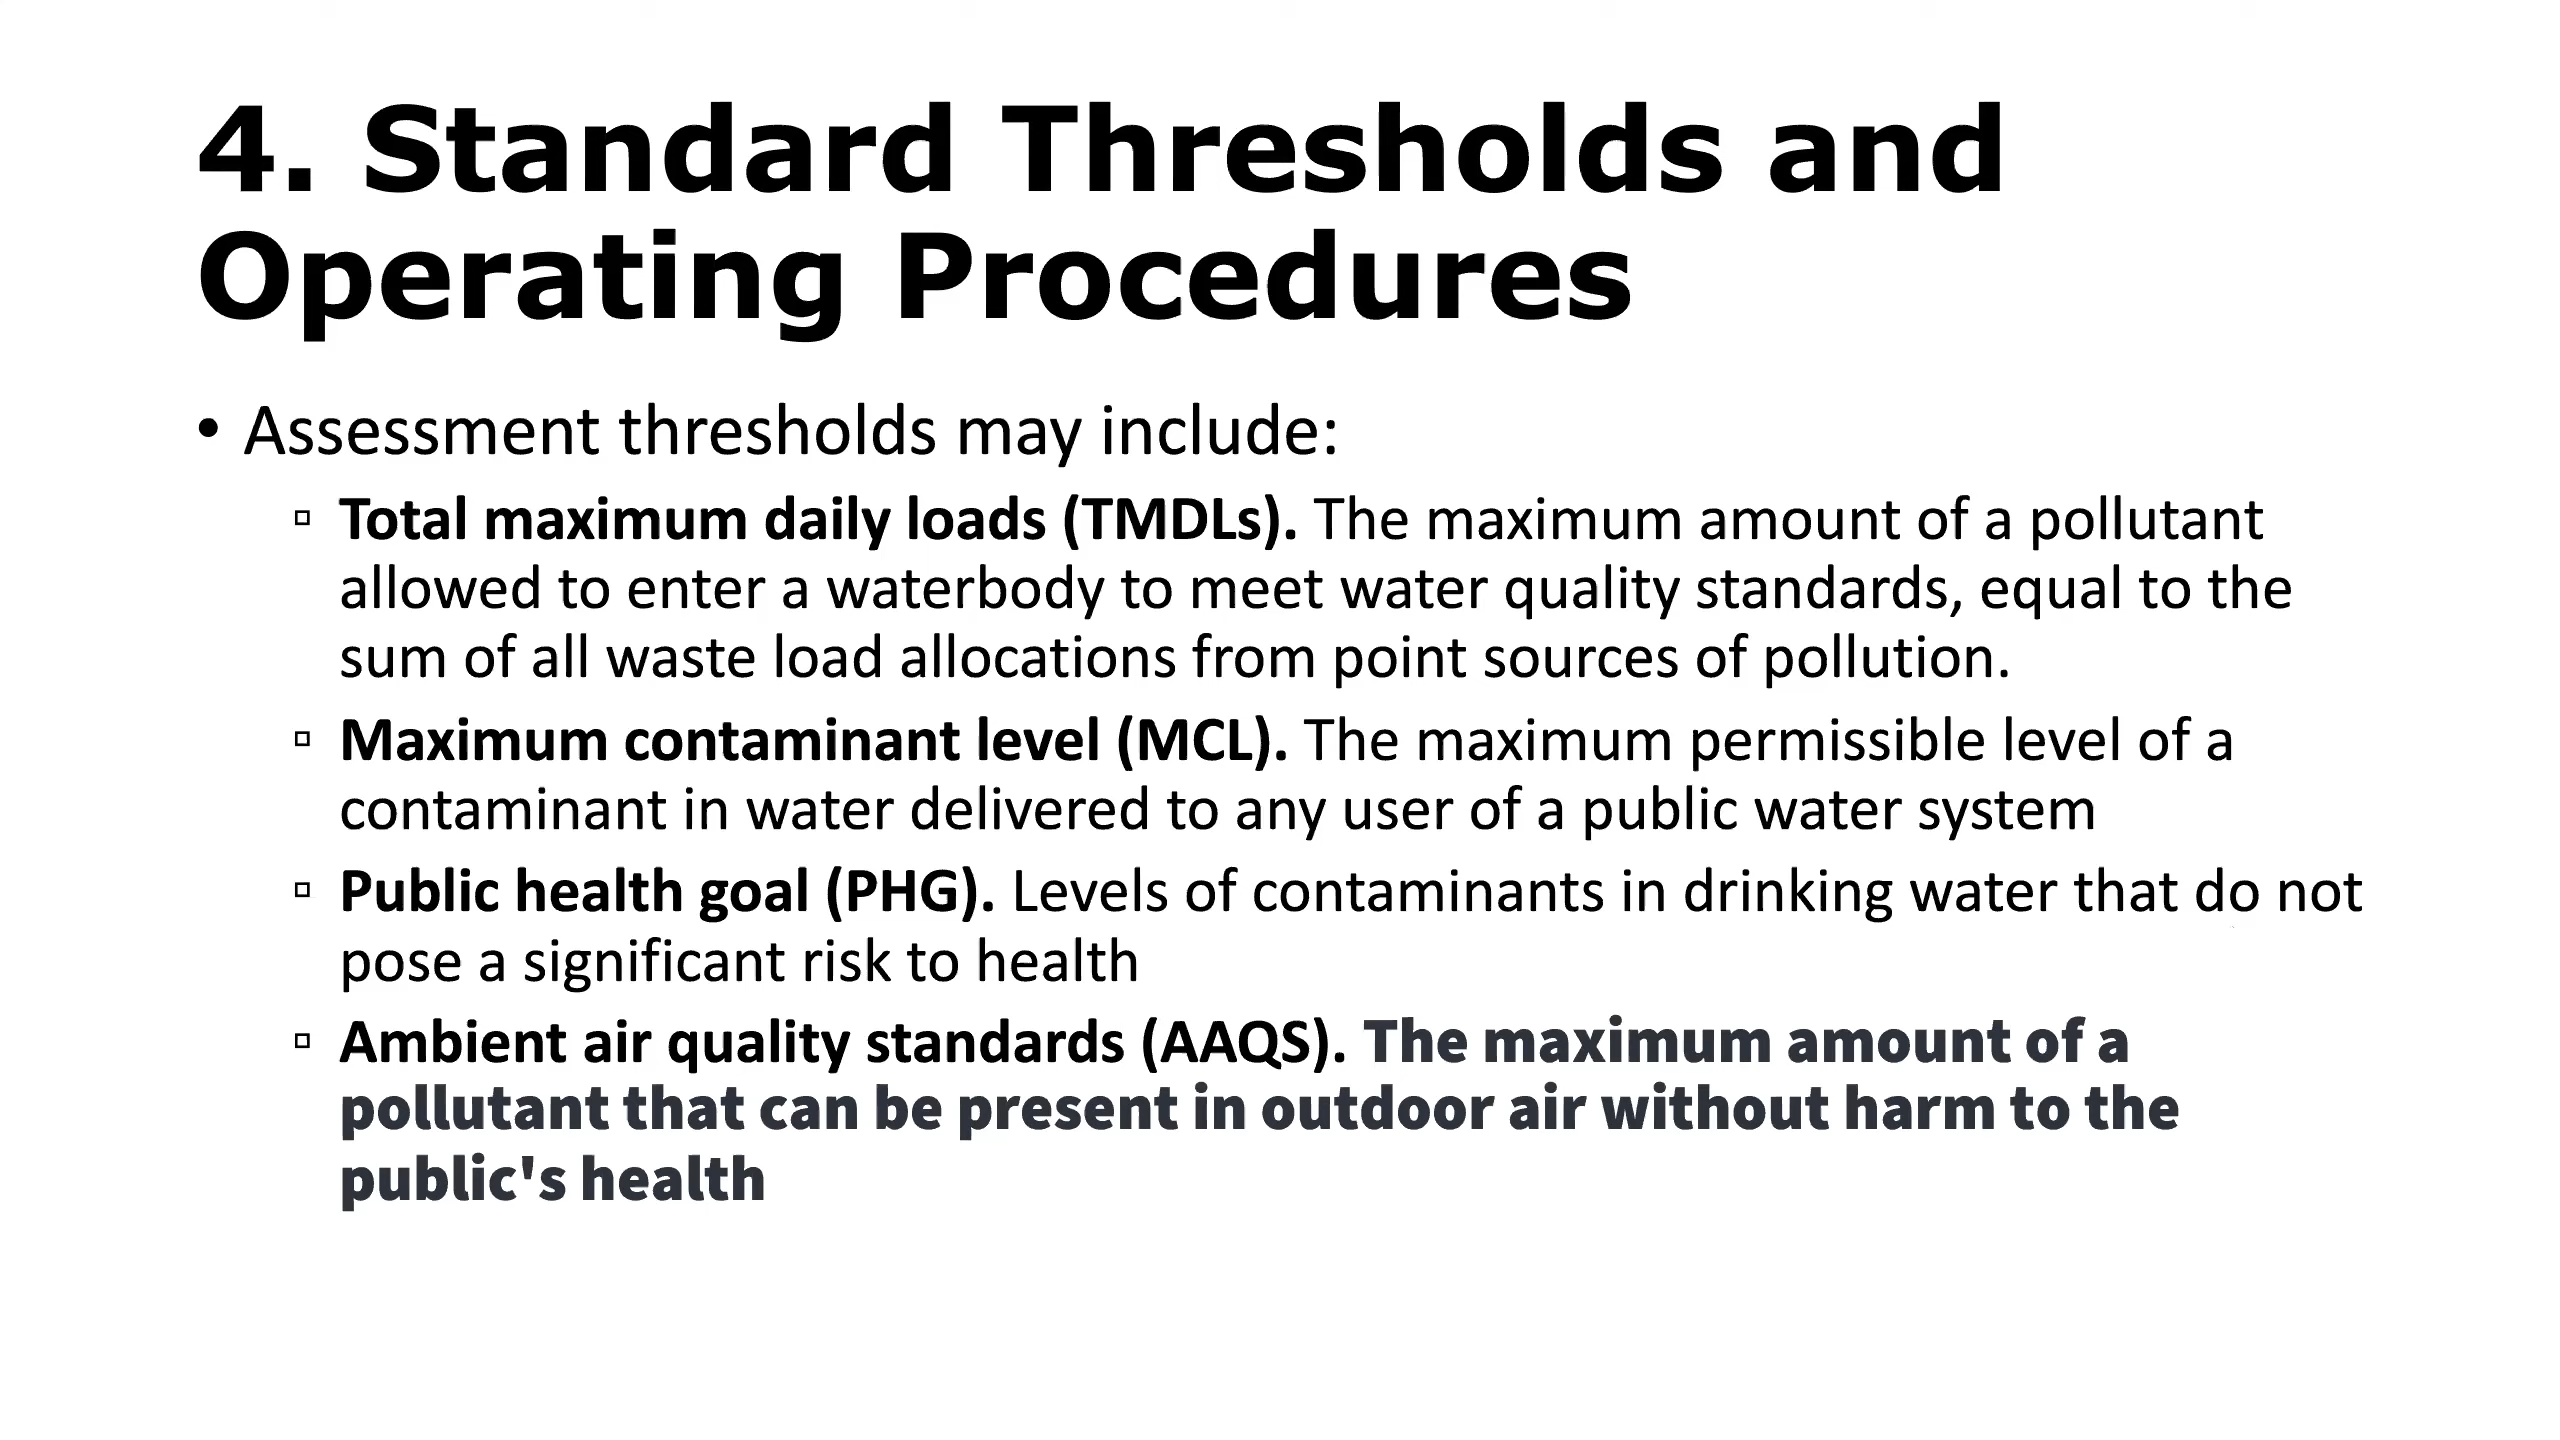 4. Standard Thresholds and
Operating Procedures
• Assessment thresholds may include:
▫ Total maximum daily loads (TMDLs). The maximum amount of a pollutant
allowed to enter a waterbody to meet water quality standards, equal to the
sum of all waste load allocations from point sources of pollution.
▫ Maximum contaminant level (MCL). The maximum permissible level of a
contaminant in water delivered to any user of a public water system
▫ Public health goal (PHG). Levels of contaminants in drinking water that do not
pose a significant risk to health
▫ Ambient air quality standards (AAQS). The maximum amount of a
pollutant that can be present in outdoor air without harm to the
public's health